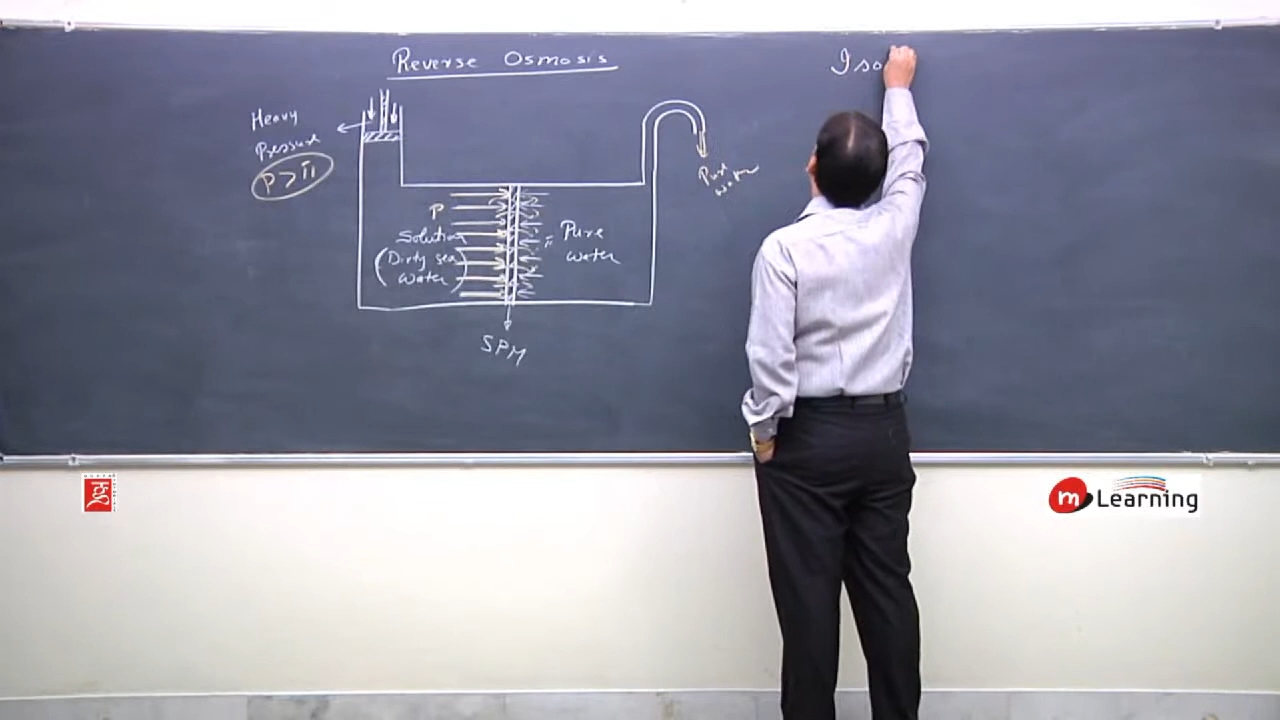 Reverse Osmosis
Iso
Heavy
Pressure
P > π
Pure
water
P
Solution
(Dirty sea
water)
π
Pure
water
SPM
m Learning